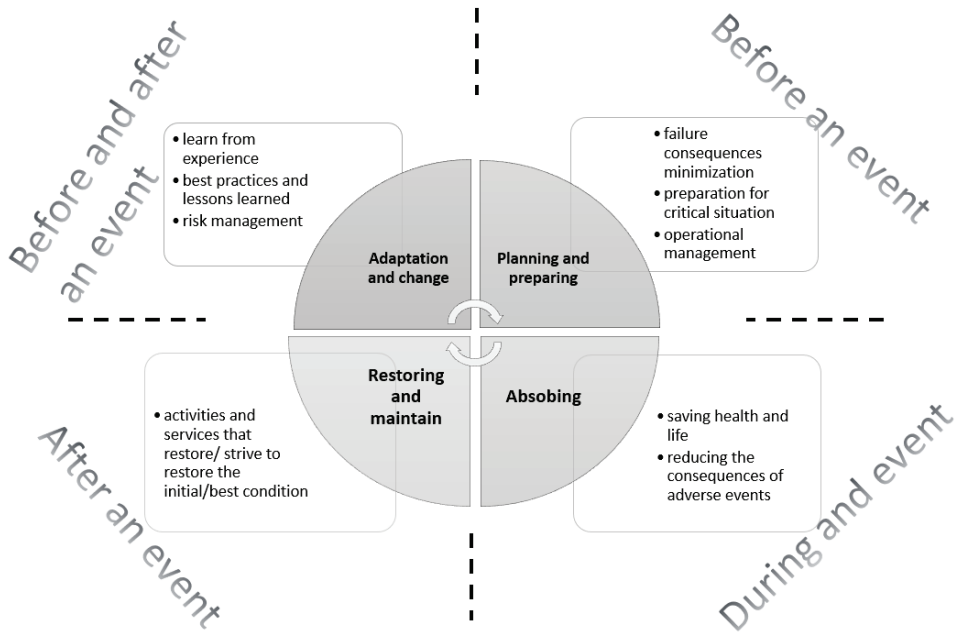 Before and after
an event
• learn from
experience
• best practices and
lessons learned
• risk management
Adaptation
and change
Before an event
• failure
consequences
minimization
• preparation for
critical situation
• operational
management
Planning and
preparing
After an event
• activities and
services that
restore/ strive to
restore the
initial/best condition
Restoring
and
maintain
Absobing
• saving health and
life
• reducing the
consequences of
adverse events
During and event